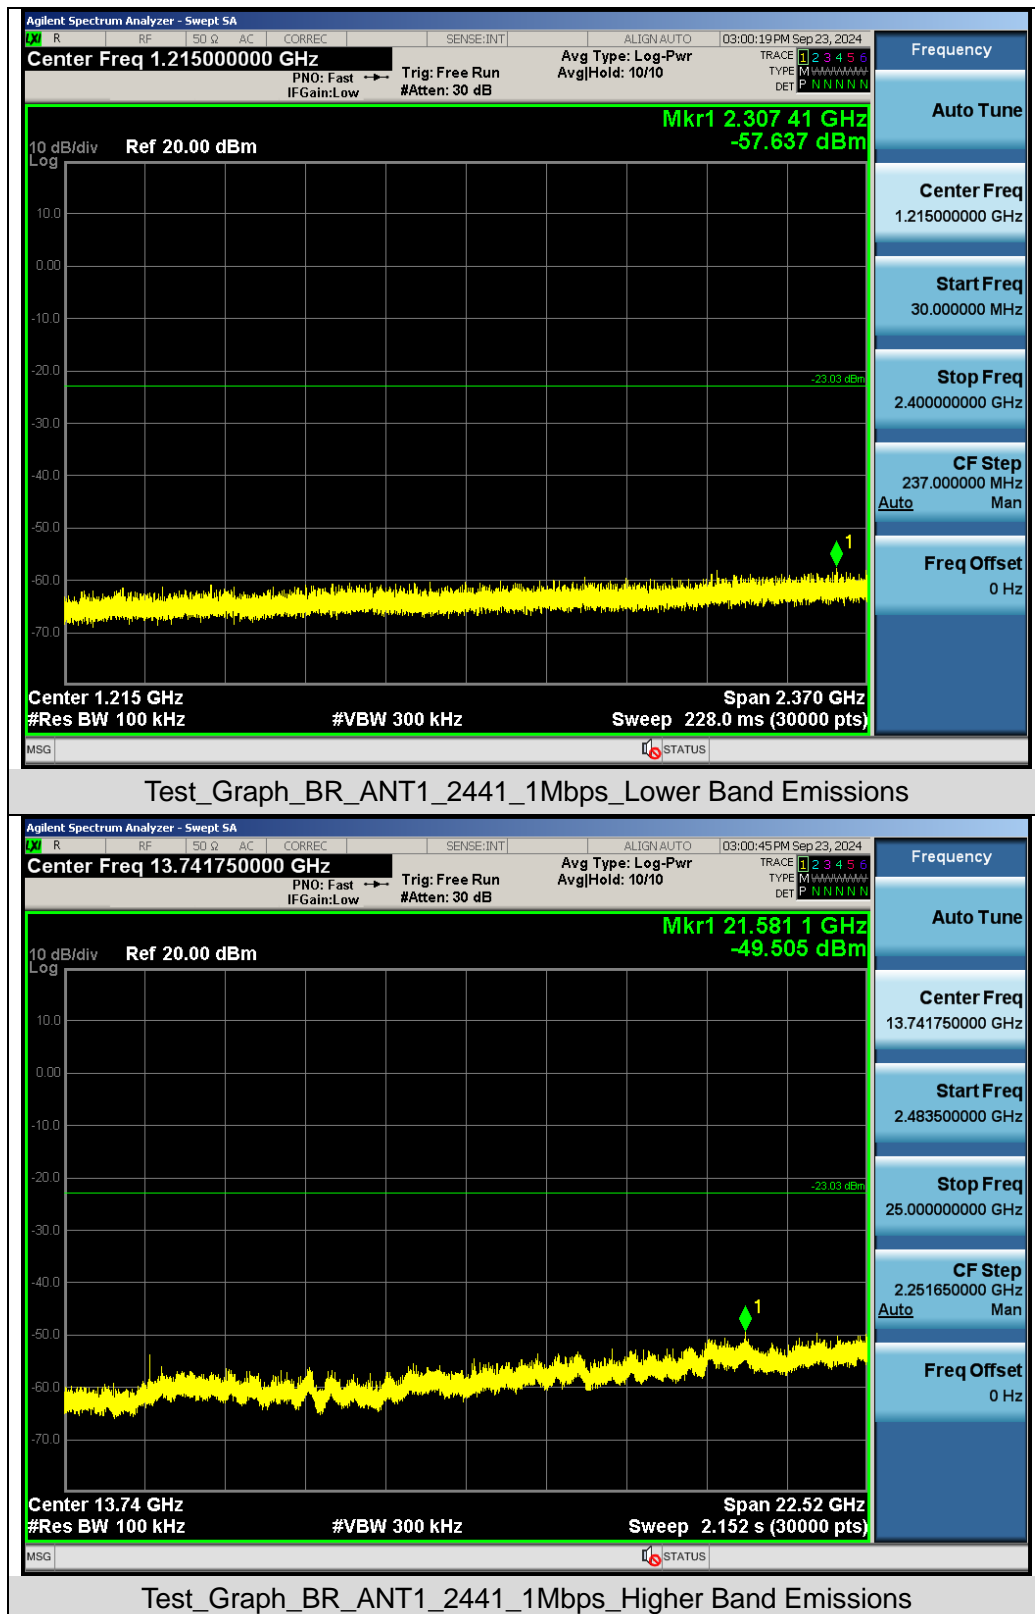 Agilent Spectrum Analyzer - Swept SA
LXI R RF 50 Ω AC CORREC SENSE:INT ALIGN AUTO 03:00:19 PM Sep 23, 2024
Center Freq 1.215000000 GHz
PNO: Fast
IFGain:Low
Trig: Free Run
#Atten: 30 dB
Avg Type: Log-Pwr
Avg|Hold: 10/10
TRACE 1 2 3 4 5 6
TYPE M
DET P N N N N N
Mkr1 2.307 41 GHz
-57.637 dBm
10 dB/div Ref 20.00 dBm
Log
10.0
0.00
-10.0
-20.0
-23.03 dBm
-30.0
-40.0
-50.0
1
-60.0
-70.0
Center 1.215 GHz Span 2.370 GHz
#Res BW 100 kHz #VBW 300 kHz Sweep 228.0 ms (30000 pts)
MSG STATUS
Frequency
Auto Tune
Center Freq
1.215000000 GHz
Start Freq
30.000000 MHz
Stop Freq
2.400000000 GHz
CF Step
237.000000 MHz
Auto Man
Freq Offset
0 Hz
Test_Graph_BR_ANT1_2441_1Mbps_Lower Band Emissions
Agilent Spectrum Analyzer - Swept SA
LXI R RF 50 Ω AC CORREC SENSE:INT ALIGN AUTO 03:00:45 PM Sep 23, 2024
Center Freq 13.741750000 GHz
PNO: Fast
IFGain:Low
Trig: Free Run
#Atten: 30 dB
Avg Type: Log-Pwr
Avg|Hold: 10/10
TRACE 1 2 3 4 5 6
TYPE M
DET P N N N N N
Mkr1 21.581 1 GHz
-49.505 dBm
10 dB/div Ref 20.00 dBm
Log
10.0
0.00
-10.0
-20.0
-23.03 dBm
-30.0
-40.0
1
-50.0
-60.0
-70.0
Center 13.74 GHz Span 22.52 GHz
#Res BW 100 kHz #VBW 300 kHz Sweep 2.152 s (30000 pts)
MSG STATUS
Frequency
Auto Tune
Center Freq
13.741750000 GHz
Start Freq
2.483500000 GHz
Stop Freq
25.000000000 GHz
CF Step
2.251650000 GHz
Auto Man
Freq Offset
0 Hz
Test_Graph_BR_ANT1_2441_1Mbps_Higher Band Emissions